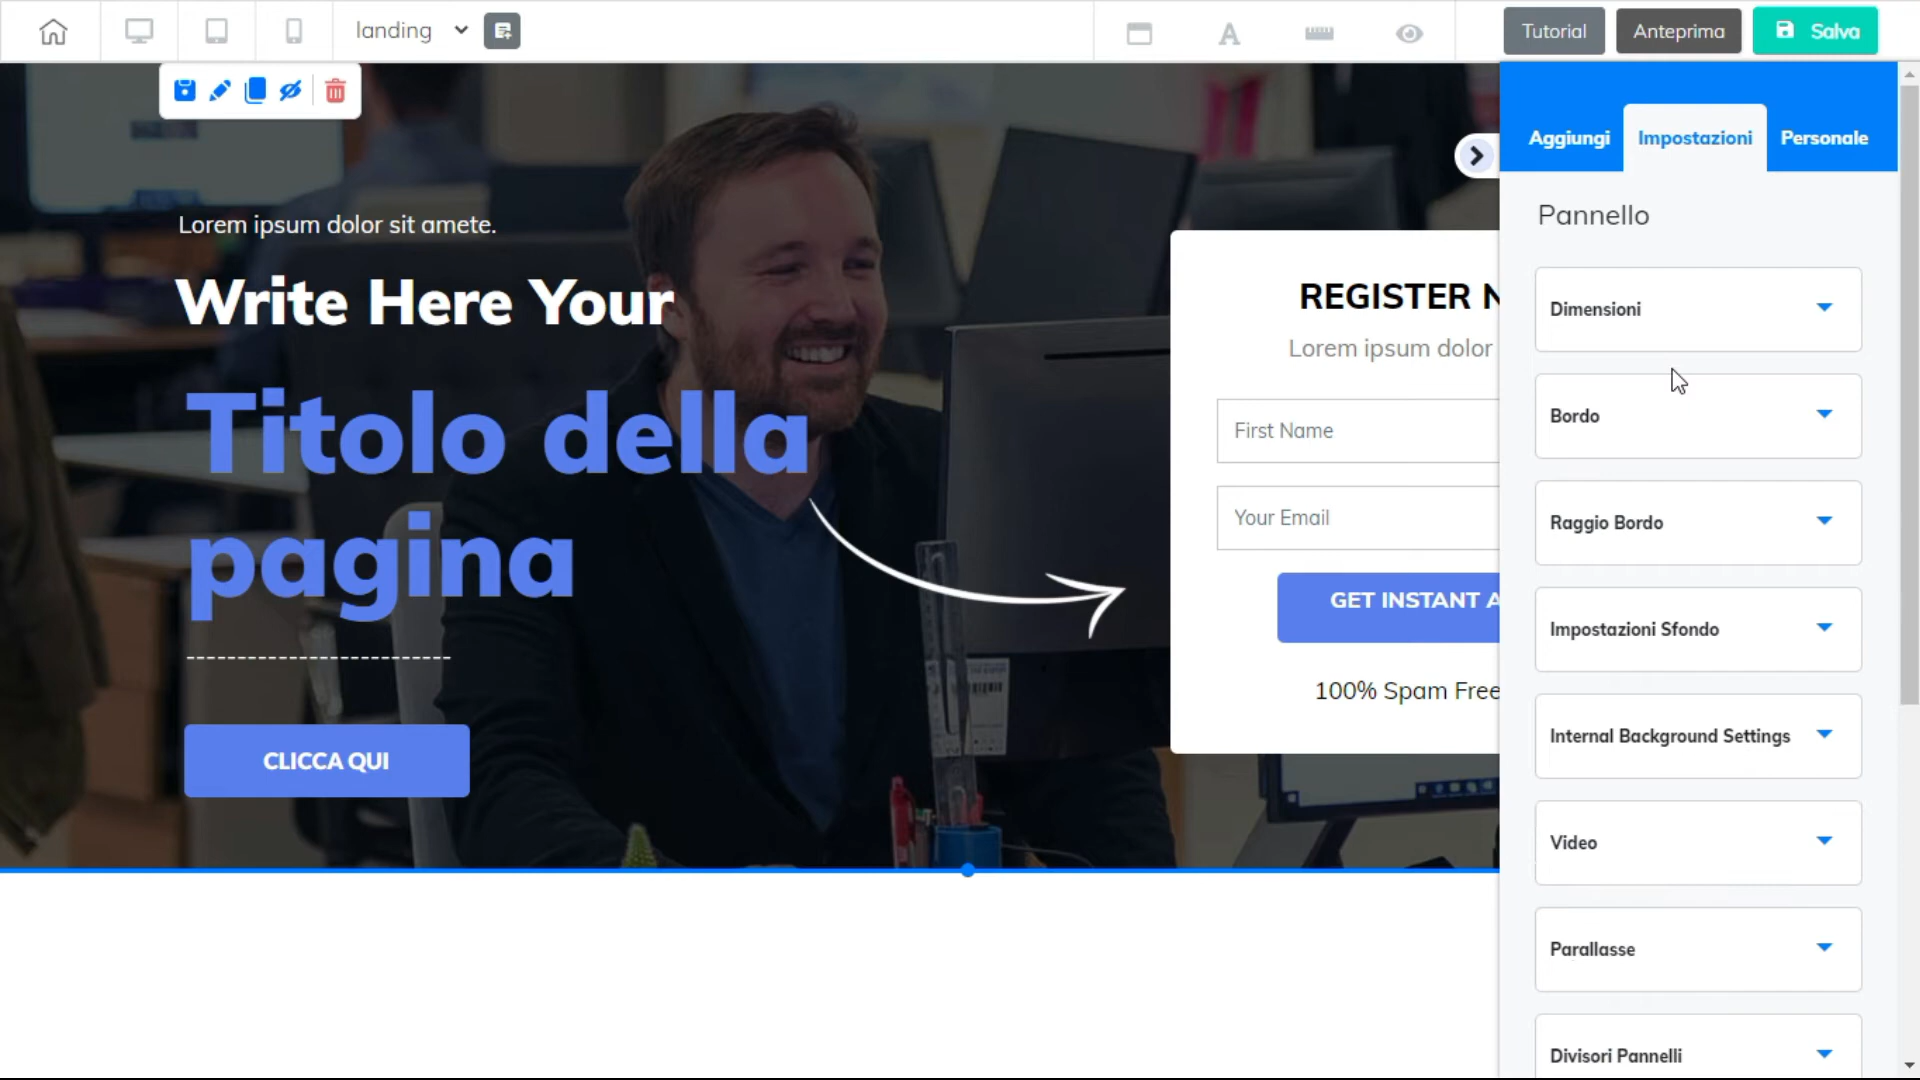 landing
Tutorial
Anteprima
Salva
Aggiungi
Impostazioni
Personale
Lorem ipsum dolor sit amete.
Write Here Your
Titolo della
pagina
--------------------------
CLICCA QUI
REGISTER N
Lorem ipsum dolor
First Name
Your Email
GET INSTANT A
100% Spam Free
Pannello
Dimensioni
Bordo
Raggio Bordo
Impostazioni Sfondo
Internal Background Settings
Video
Parallasse
Divisori Pannelli